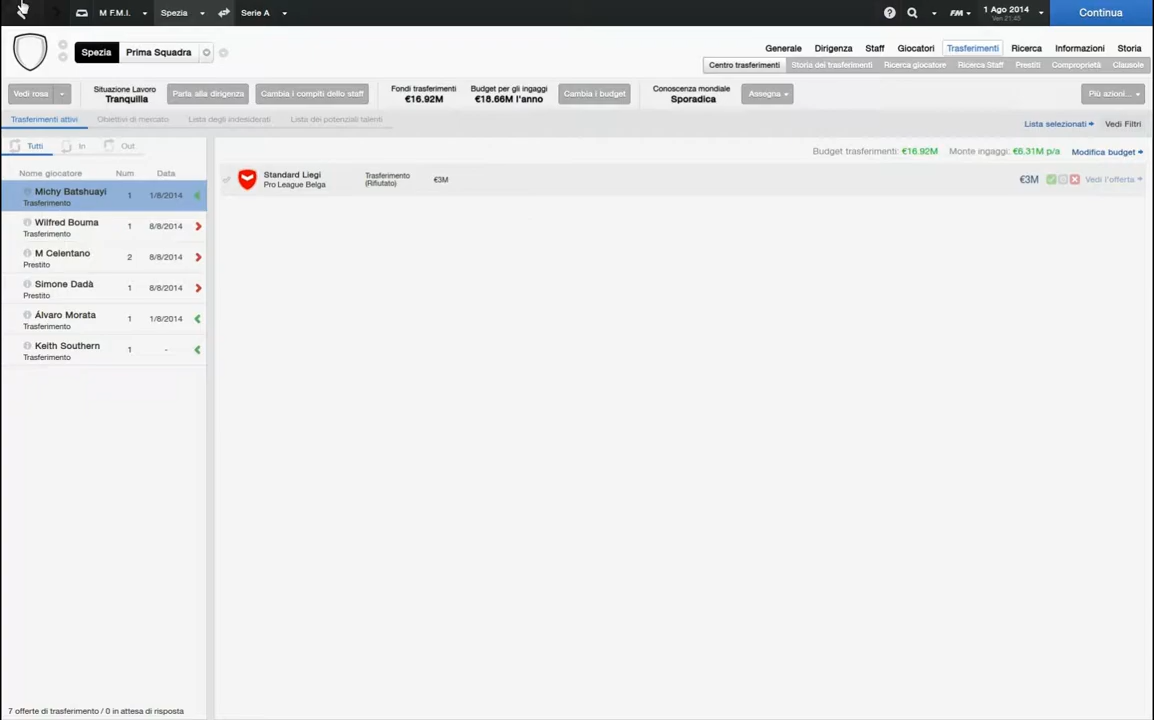 M F.M.I. Spezia Serie A FM 1 Ago 2014 Continua
Ven 21:45
Spezia Prima Squadra
Generale Dirigenza Staff Giocatori Trasferimenti Ricerca Informazioni Storia
Centro trasferimenti Storia dei trasferimenti Ricerca giocatore Ricerca Staff Prestiti Comproprietà Clausole
Vedi rosa Situazione Lavoro Parla alla dirigenza Cambia i compiti dello staff Fondi trasferimenti Budget per gli ingaggi Cambia i budget Conoscenza mondiale Assegna Più azioni...
Tranquilla €16.92M €18.66M l'anno Sporadica
Trasferimenti attivi Obiettivi di mercato Lista degli indesiderati Lista dei potenziali talenti Lista selezionati Vedi Filtri
Tutti In Out
Budget trasferimenti: €16.92M Monte ingaggi: €6.31M p/a Modifica budget
Nome giocatore Num Data
Standard Liegi Trasferimento €3M €3M Vedi l'offerta
Pro League Belga (Rifiutato)
Michy Batshuayi 1 1/8/2014
Trasferimento
Wilfred Bouma 1 8/8/2014
Trasferimento
M Celentano 2 8/8/2014
Prestito
Simone Dadà 1 8/8/2014
Prestito
Álvaro Morata 1 1/8/2014
Trasferimento
Keith Southern 1 -
Trasferimento
7 offerte di trasferimento / 0 in attesa di risposta